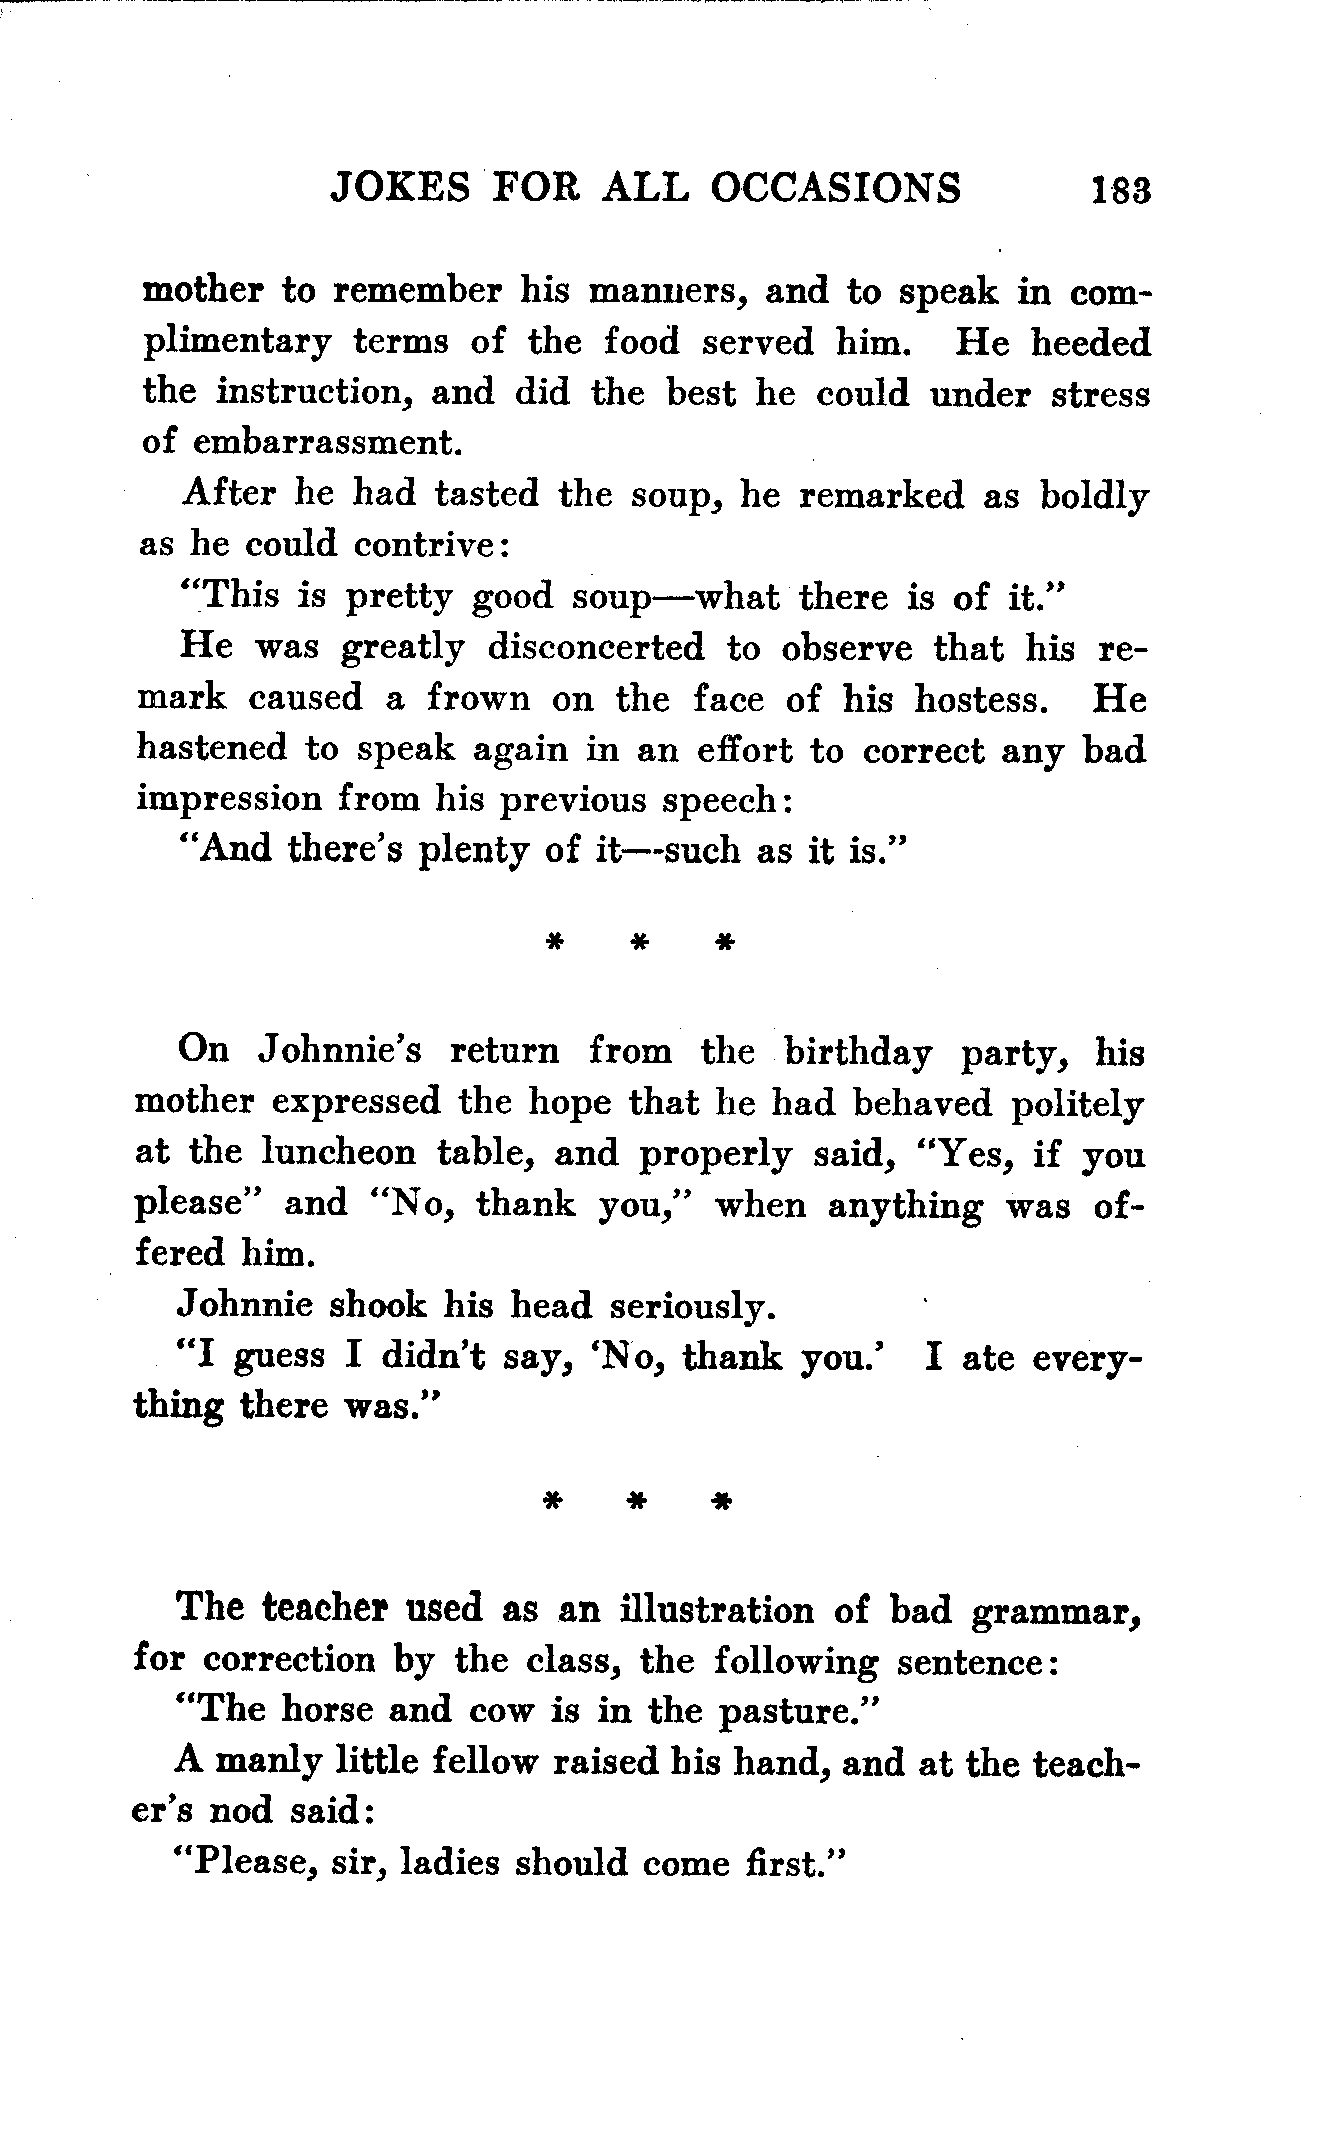 JOKES FOR ALL OCCASIONS 183
mother to remember his manners, and to speak in com-
plimentary terms of the food served him. He heeded
the instruction, and did the best he could under stress
of embarrassment.
After he had tasted the soup, he remarked as boldly
as he could contrive:
"This is pretty good soup—what there is of it."
He was greatly disconcerted to observe that his re-
mark caused a frown on the face of his hostess. He
hastened to speak again in an effort to correct any bad
impression from his previous speech:
"And there's plenty of it—such as it is."
* * *
On Johnnie's return from the birthday party, his
mother expressed the hope that he had behaved politely
at the luncheon table, and properly said, "Yes, if you
please" and "No, thank you," when anything was of-
fered him.
Johnnie shook his head seriously.
"I guess I didn't say, 'No, thank you.' I ate every-
thing there was."
* * *
The teacher used as an illustration of bad grammar,
for correction by the class, the following sentence:
"The horse and cow is in the pasture."
A manly little fellow raised his hand, and at the teach-
er's nod said:
"Please, sir, ladies should come first."